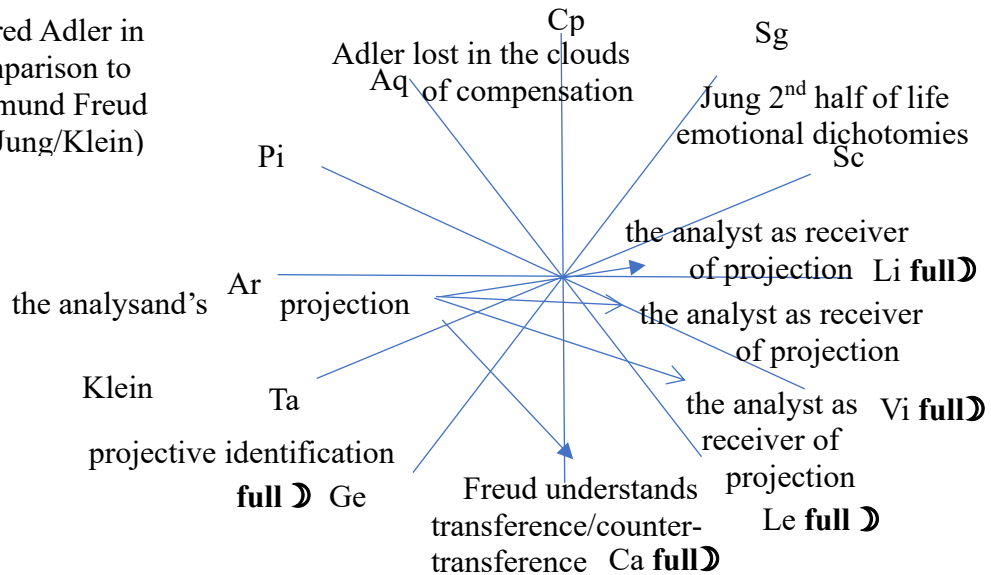 red Adler in
mparison to
mund Freud
Jung/Klein)
Cp
Sg
Adler lost in the clouds
Aq of compensation
Jung 2nd half of life
emotional dichotomies
Sc
Pi
the analyst as receiver
of projection Li full☽
Ar
the analysand’s projection
the analyst as receiver
of projection
Klein
Ta
the analyst as
receiver of
projection
Vi full☽
projective identification
full ☽ Ge
Freud understands
transference/counter-
transference Ca full☽
Le full ☽